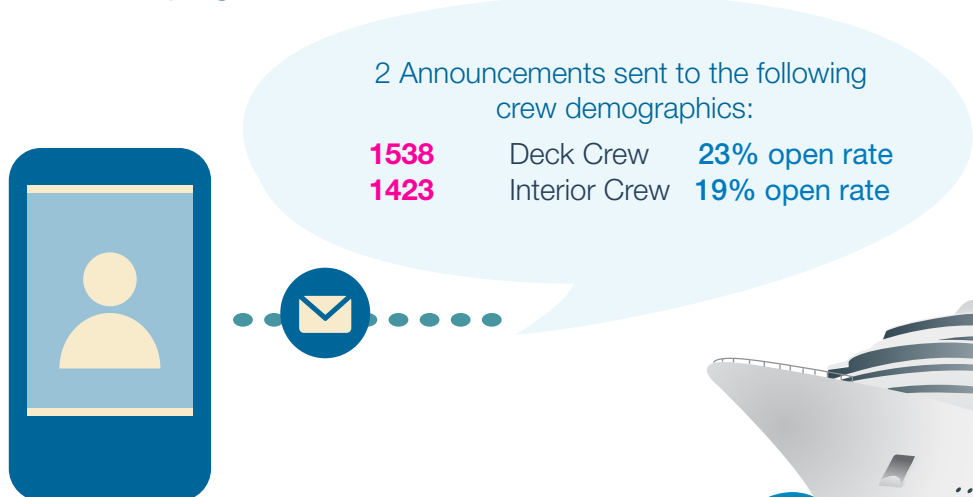 2 Announcements sent to the following
crew demographics:
1538 Deck Crew 23% open rate
1423 Interior Crew 19% open rate